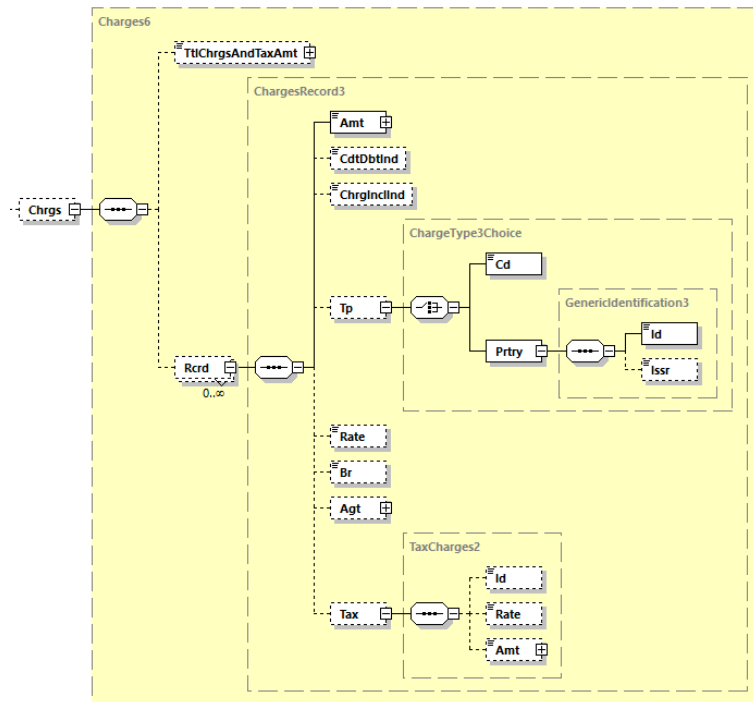 Charges6
TtlChrgsAndTaxAmt
ChargesRecord3
Amt
CdtDbtInd
ChrgInclInd
Chrgs
ChargeType3Choice
Cd
GenericIdentification3
Tp
Id
Prtry
Issr
Rcrd
0..∞
Rate
Br
Agt
TaxCharges2
Id
Tax
Rate
Amt